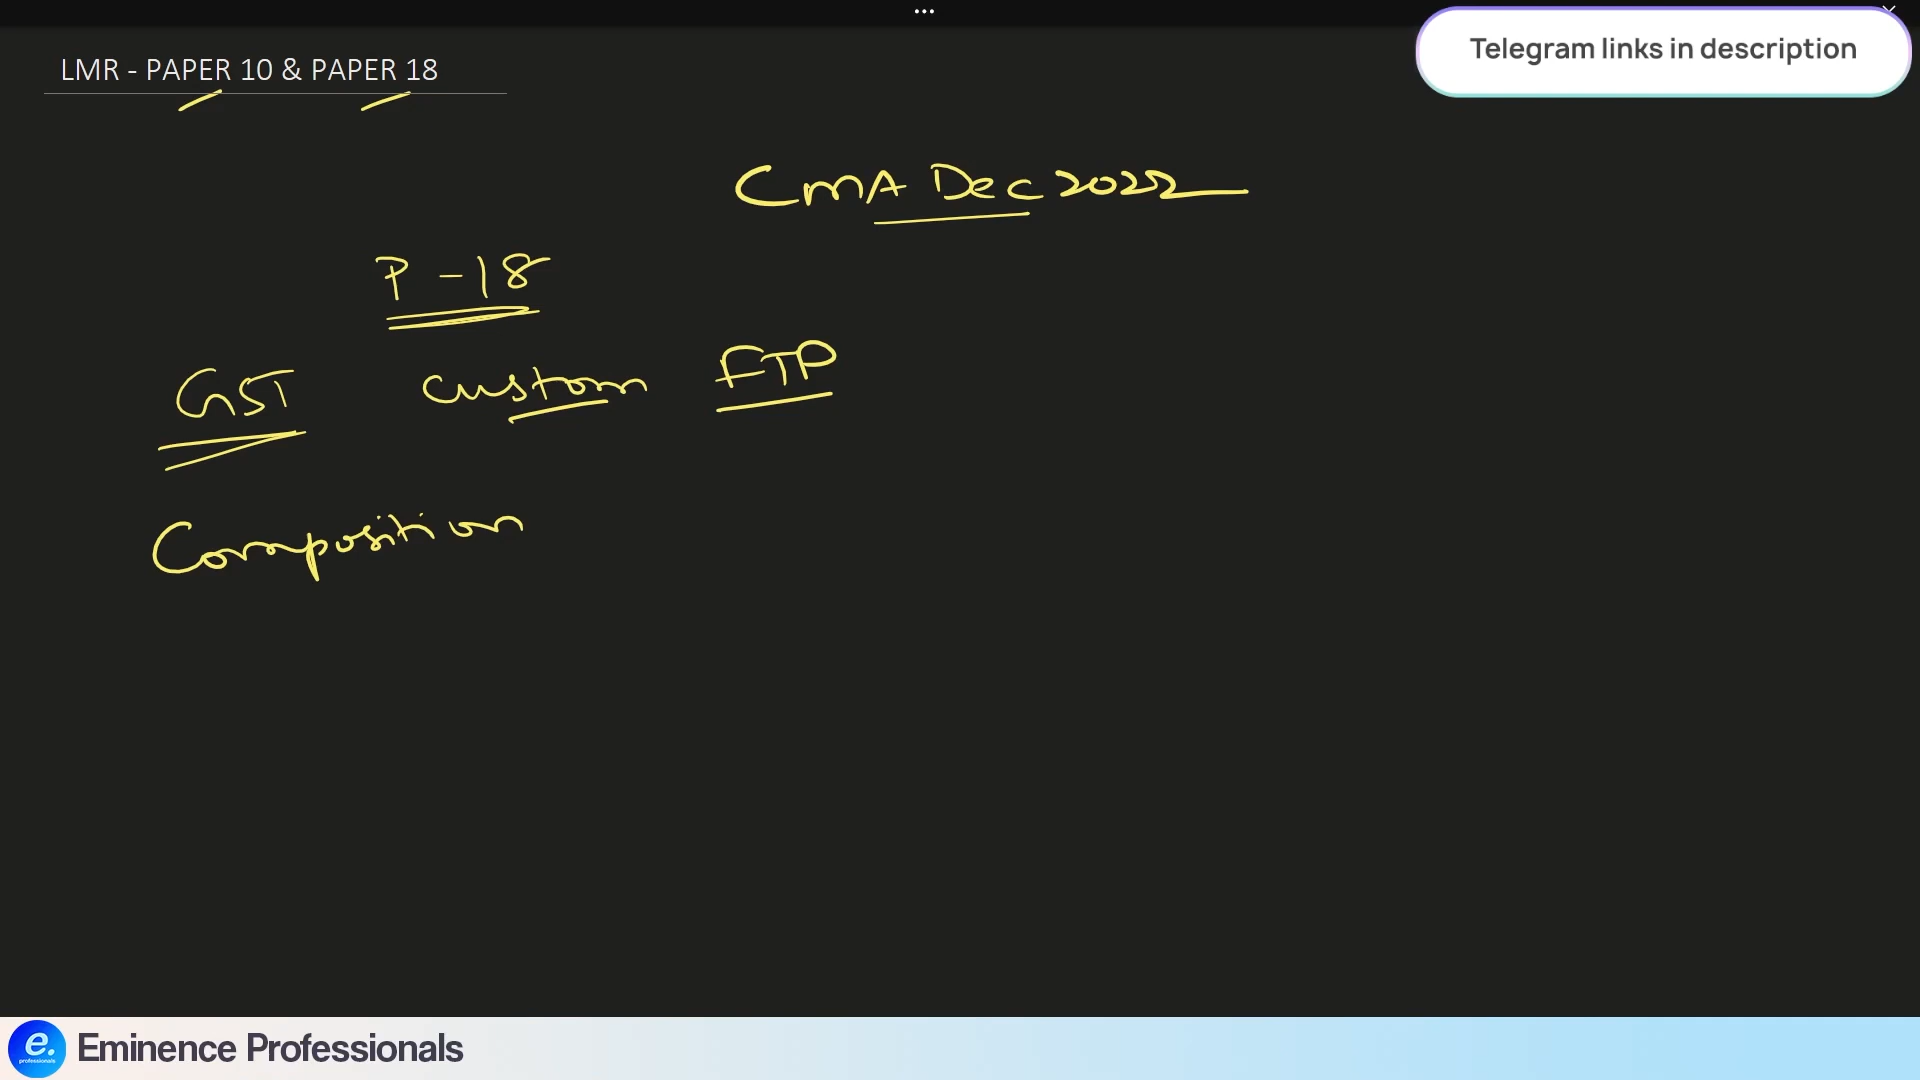 Telegram links in description
LMR - PAPER 10 & PAPER 18
CMA Dec 2022
P - 18
GST custom FTP
Composition
e.
professionals
Eminence Professionals